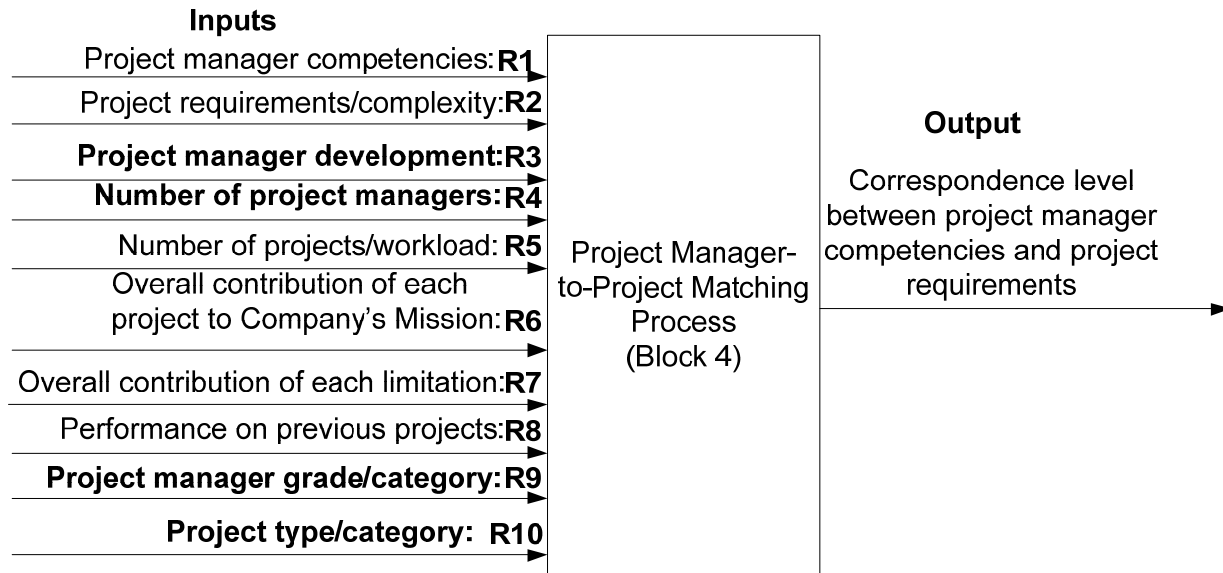 Inputs
Project manager competencies: R1
Project requirements/complexity: R2
Project manager development: R3
Number of project managers: R4
Number of projects/workload: R5
Overall contribution of each
project to Company's Mission: R6
Overall contribution of each limitation: R7
Performance on previous projects: R8
Project manager grade/category: R9
Project type/category: R10
Project Manager-
to-Project Matching
Process
(Block 4)
Output
Correspondence level
between project manager
competencies and project
requirements